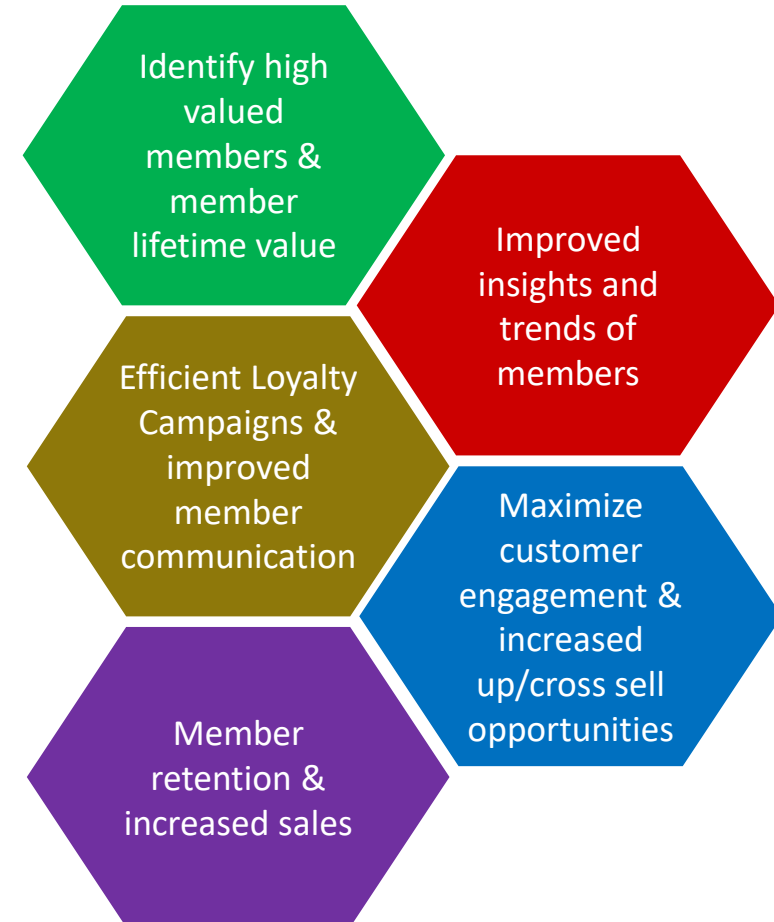 Identify high
valued
members &
member
lifetime value
Improved
insights and
trends of
members
Efficient Loyalty
Campaigns &
improved
member
communication
Maximize
customer
engagement &
increased
up/cross sell
opportunities
Member
retention &
increased sales